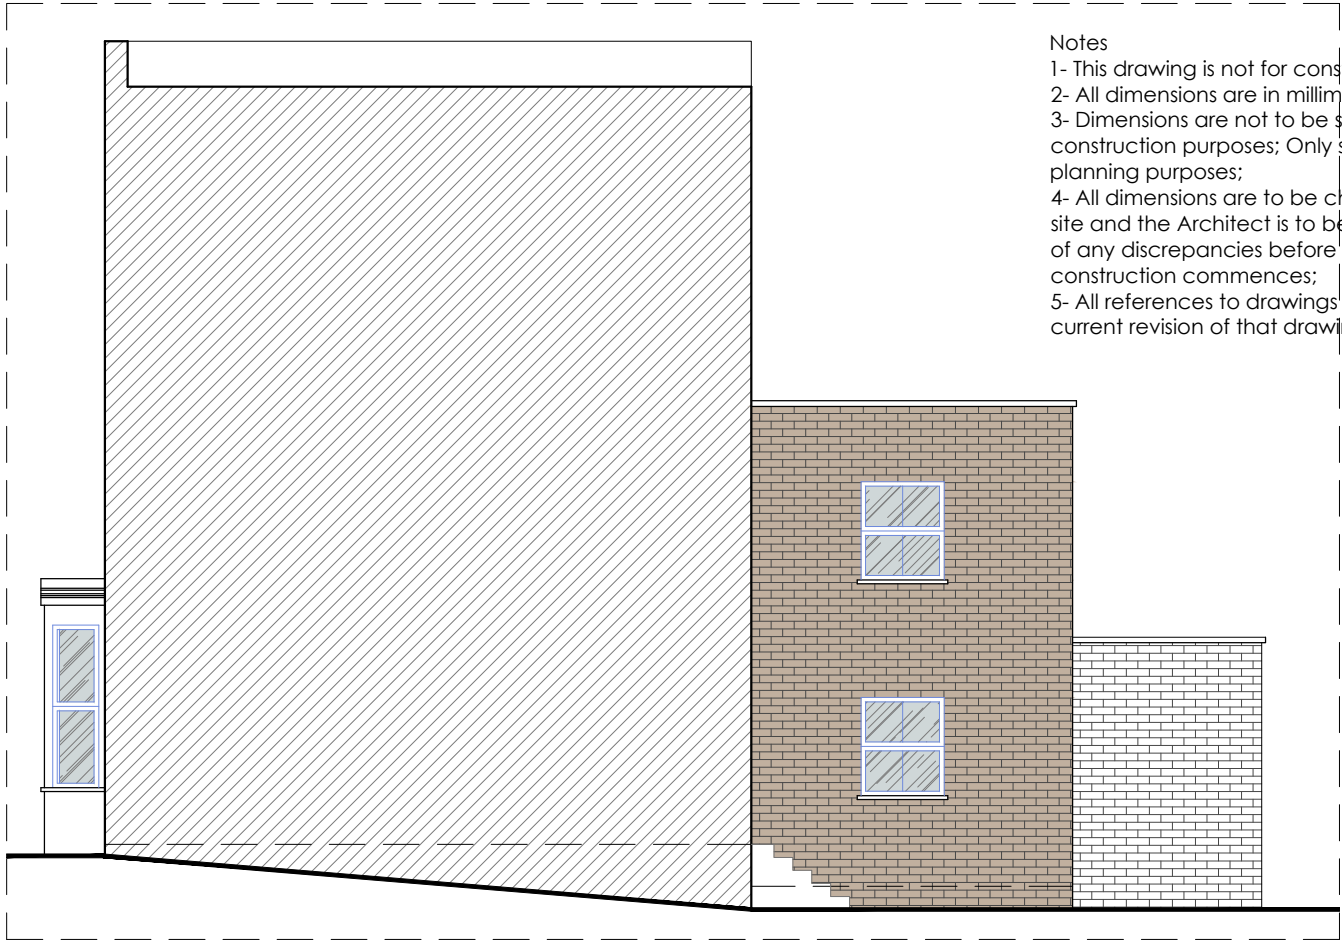 Notes
1- This drawing is not for cons
2- All dimensions are in millim
3- Dimensions are not to be s
construction purposes; Only s
planning purposes;
4- All dimensions are to be ch
site and the Architect is to be
of any discrepancies before
construction commences;
5- All references to drawings
current revision of that drawi